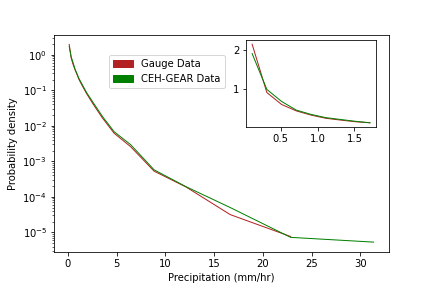 Gauge Data
CEH-GEAR Data
2
1
0.5 1.0 1.5
10⁰
10⁻¹
10⁻²
10⁻³
10⁻⁴
10⁻⁵
Probability density
0 5 10 15 20 25 30
Precipitation (mm/hr)